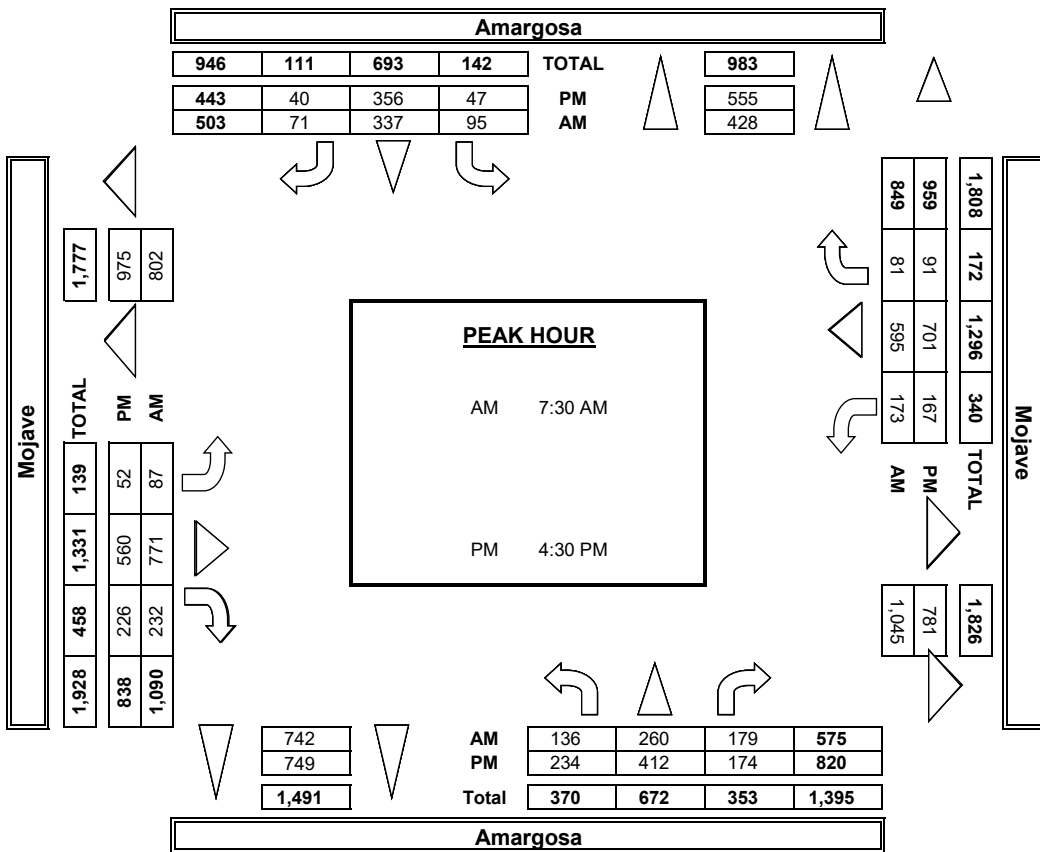 Amargosa
946 111 693 142 TOTAL 983
443 40 356 47 PM 555
503 71 337 95 AM 428
Mojave
1,777 975 802
TOTAL PM AM
139 52 87
1,331 560 771
458 226 232
1,928 838 1,090
PEAK HOUR
AM 7:30 AM
PM 4:30 PM
849 959 1,808
81 91 172
595 701 1,296
173 167 340
AM PM TOTAL
1,045 781 1,826
Mojave
742 AM 136 260 179 575
749 PM 234 412 174 820
1,491 Total 370 672 353 1,395
Amargosa